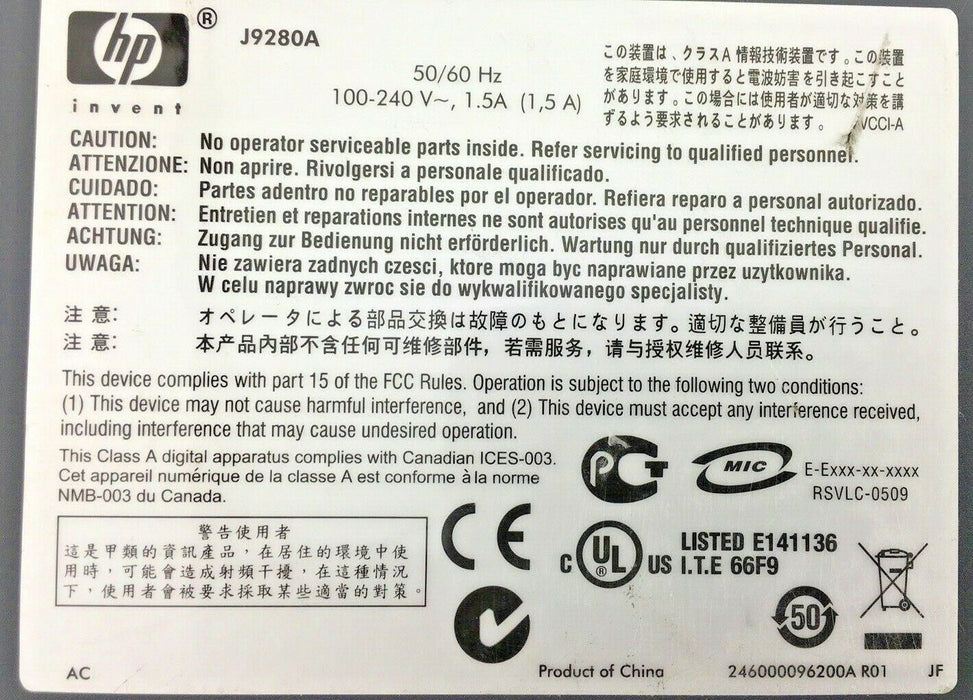 hp
®
invent
J9280A
50/60 Hz
100-240 V~, 1.5A (1,5 A)
この装置は、クラスA 情報技術装置です。この装置
を家庭環境で使用すると電波妨害を引き起こすこと
があります。この場合には使用者が適切な対策を講
ずるよう要求されることがあります。 VCCI-A
CAUTION: No operator serviceable parts inside. Refer servicing to qualified personnel.
ATTENZIONE: Non aprire. Rivolgersi a personale qualificado.
CUIDADO: Partes adentro no reparables por el operador. Refiera reparo a personal autorizado.
ATTENTION: Entretien et reparations internes ne sont autorises qu'au personnel technique qualifie.
ACHTUNG: Zugang zur Bedienung nicht erförderlich. Wartung nur durch qualifiziertes Personal.
UWAGA: Nie zawiera zadnych czesci, ktore moga byc naprawiane przez uzytkownika.
W celu naprawy zwroc sie do wykwalifikowanego specjalisty.
注意: オペレータによる部品交換は故障のもとになります。適切な整備員が行うこと。
注意: 本产品内部不含任何可维修部件，若需服务，请与授权维修人员联系。
This device complies with part 15 of the FCC Rules. Operation is subject to the following two conditions:
(1) This device may not cause harmful interference, and (2) This device must accept any interference received,
including interference that may cause undesired operation.
This Class A digital apparatus complies with Canadian ICES-003.
Cet appareil numérique de la classe A est conforme à la norme
NMB-003 du Canada.
PCT
MIC
E-Exxx-xx-xxxx
RSVLC-0509
警告使用者
這是甲類的資訊產品，在居住的環境中使
用時，可能會造成射頻干擾，在這種情況
下，使用者會被要求採取某些適當的對策。
CE
C UL ® US
LISTED E141136
I.T.E 66F9
50
AC
Product of China
246000096200A R01
JF